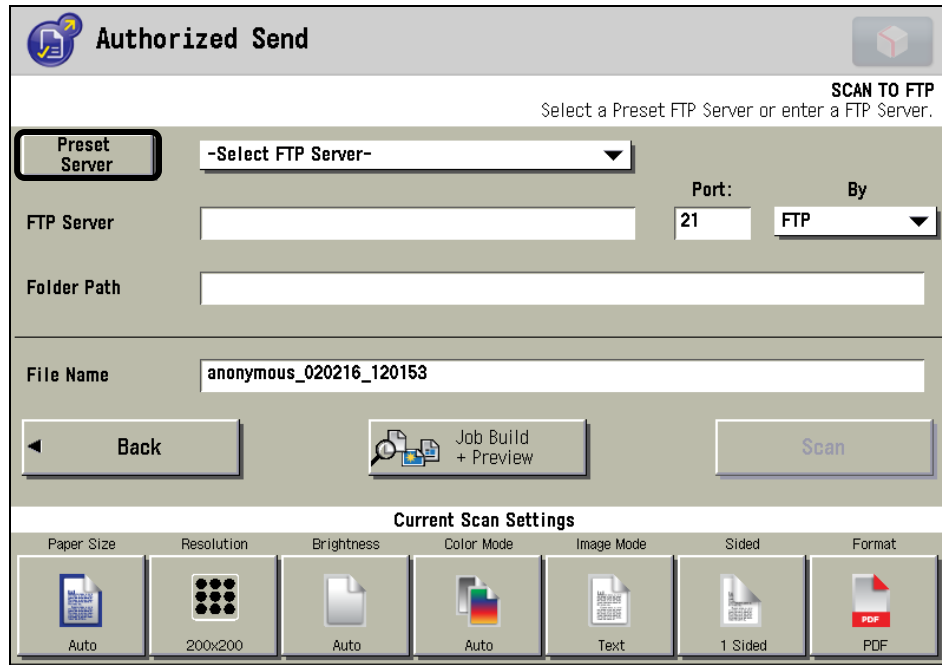 Authorized Send
SCAN TO FTP
Select a Preset FTP Server or enter a FTP Server.
Preset
Server
-Select FTP Server-
Port:
By
FTP Server
21
FTP
Folder Path
File Name
anonymous_020216_120153
Back
Job Build
+ Preview
Scan
Current Scan Settings
Paper Size
Resolution
Brightness
Color Mode
Image Mode
Sided
Format
PDF
Auto
200x200
Auto
Auto
Text
1 Sided
PDF